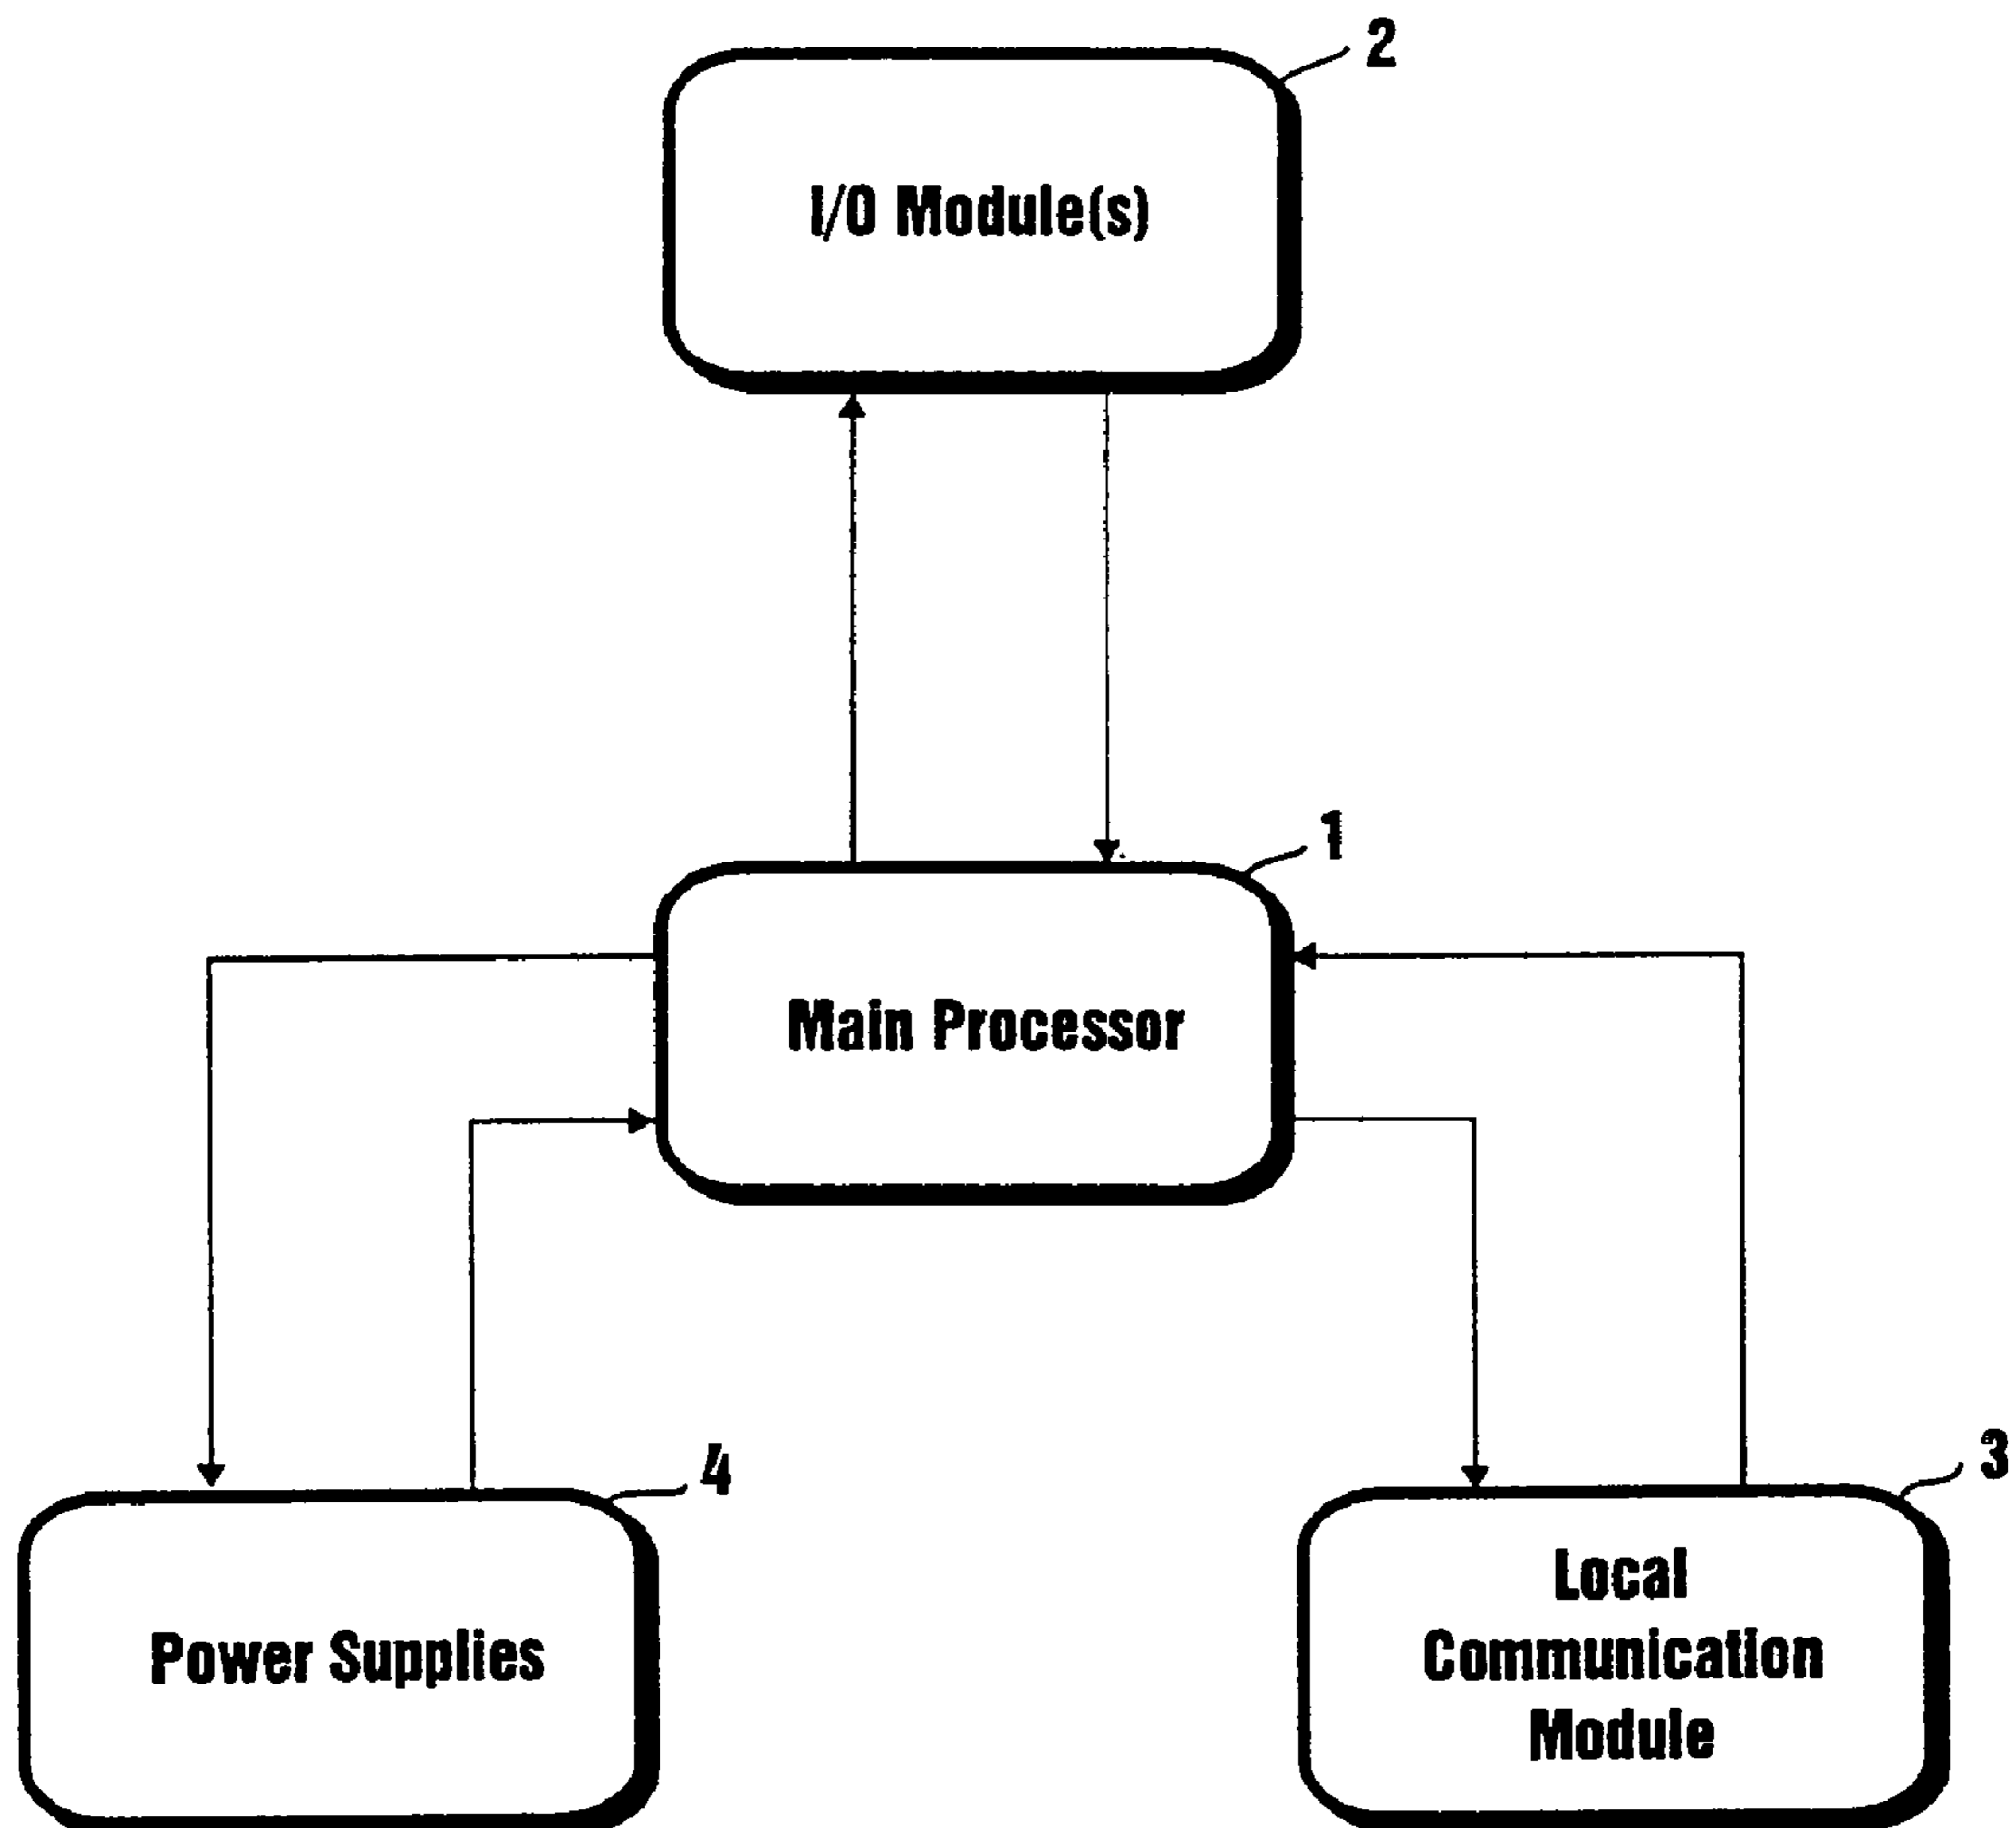 2
I/O Module(s)
1
Main Processor
4
3
Power Supplies
Local
Communication
Module